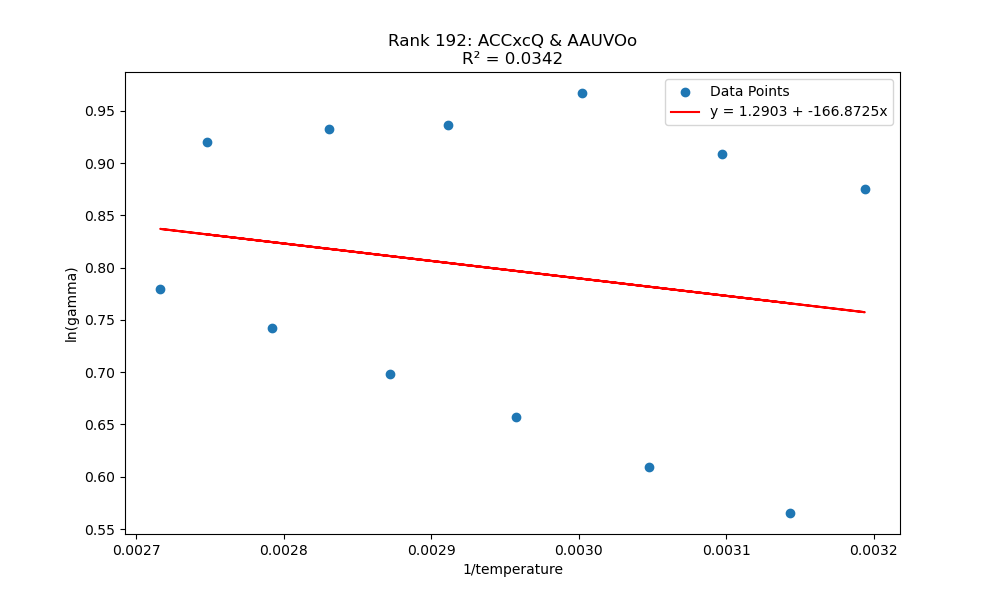 Rank 192: ACCxcQ & AAUVOo
R² = 0.0342
Data Points
y = 1.2903 + -166.8725x
0.95
0.90
0.85
0.80
0.75
0.70
0.65
0.60
0.55
ln(gamma)
0.0027 0.0028 0.0029 0.0030 0.0031 0.0032
1/temperature